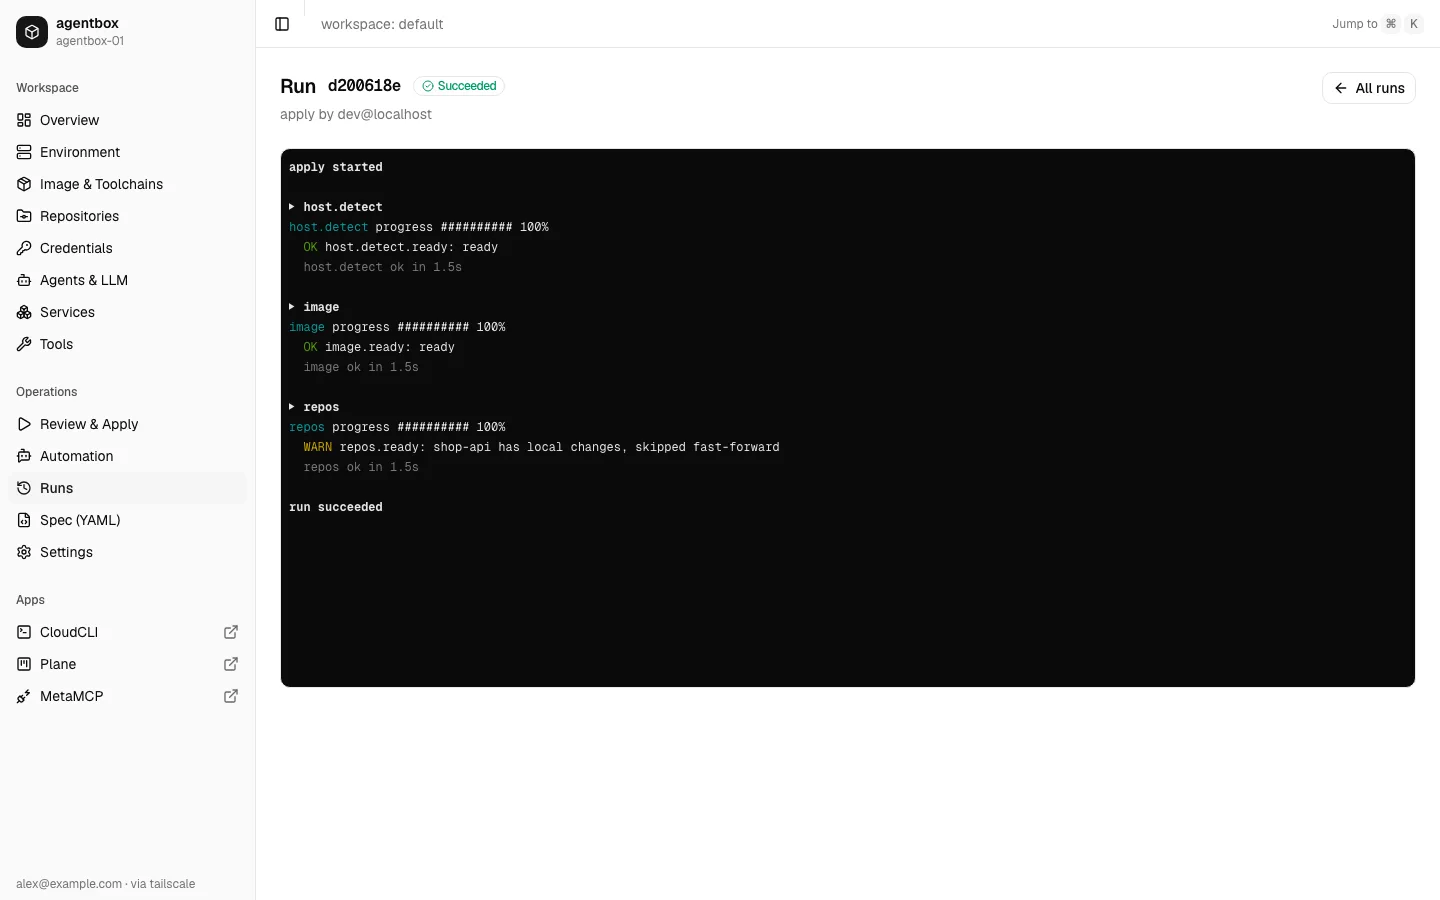 agentbox
agentbox-01
Workspace
Overview
Environment
Image & Toolchains
Repositories
Credentials
Agents & LLM
Services
Tools
Operations
Review & Apply
Automation
Runs
Spec (YAML)
Settings
Apps
CloudCLI
Plane
MetaMCP
alex@example.com · via tailscale
workspace: default
Jump to ⌘ K
Run d200618e Succeeded
All runs
apply by dev@localhost
apply started
▸ host.detect
host.detect progress ########## 100%
OK host.detect.ready: ready
host.detect ok in 1.5s
▸ image
image progress ########## 100%
OK image.ready: ready
image ok in 1.5s
▸ repos
repos progress ########## 100%
WARN repos.ready: shop-api has local changes, skipped fast-forward
repos ok in 1.5s
run succeeded